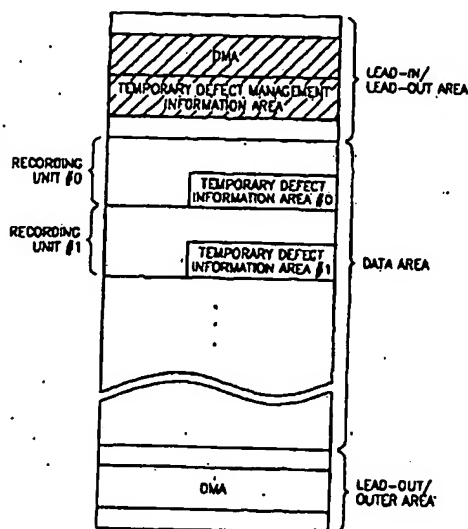 DMA
TEMPORARY DEFECT MANAGEMENT
INFORMATION AREA
LEAD-IN/
LEAD-OUT AREA
RECORDING
UNIT #0
TEMPORARY DEFECT
INFORMATION AREA #0
RECORDING
UNIT #1
TEMPORARY DEFECT
INFORMATION AREA #1
DATA AREA
DMA
LEAD-OUT/
OUTER AREA